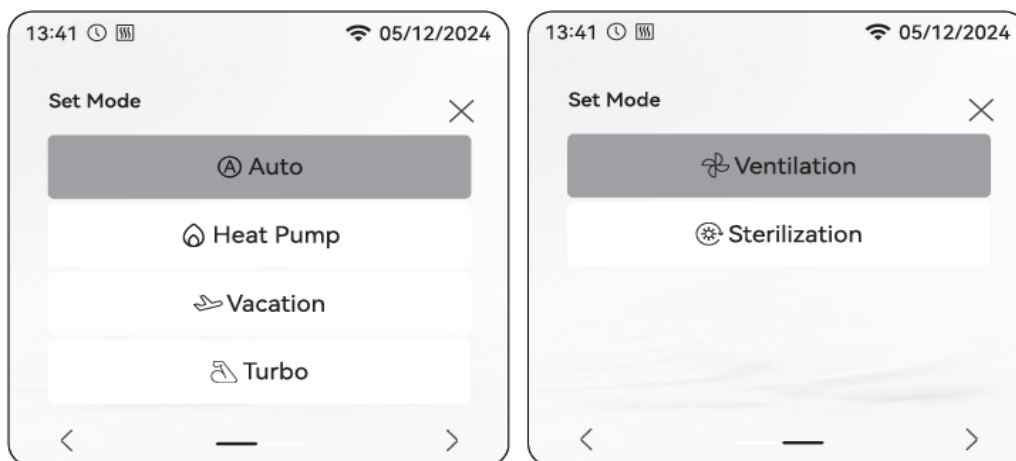 13:41 05/12/2024
Set Mode
Auto
Heat Pump
Vacation
Turbo
13:41 05/12/2024
Set Mode
Ventilation
Sterilization